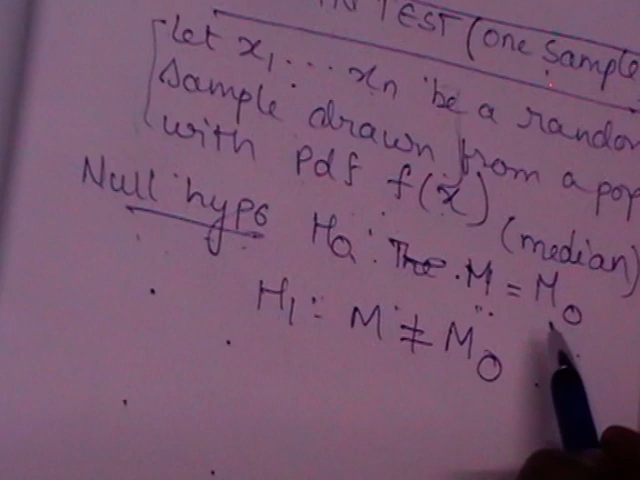 TEST (one Sample
let x1 ... xn be a random
Sample drawn from a pop
with pdf f(x)
(median)
Null hypo H0 : M = M0
H1 : M ≠ M0